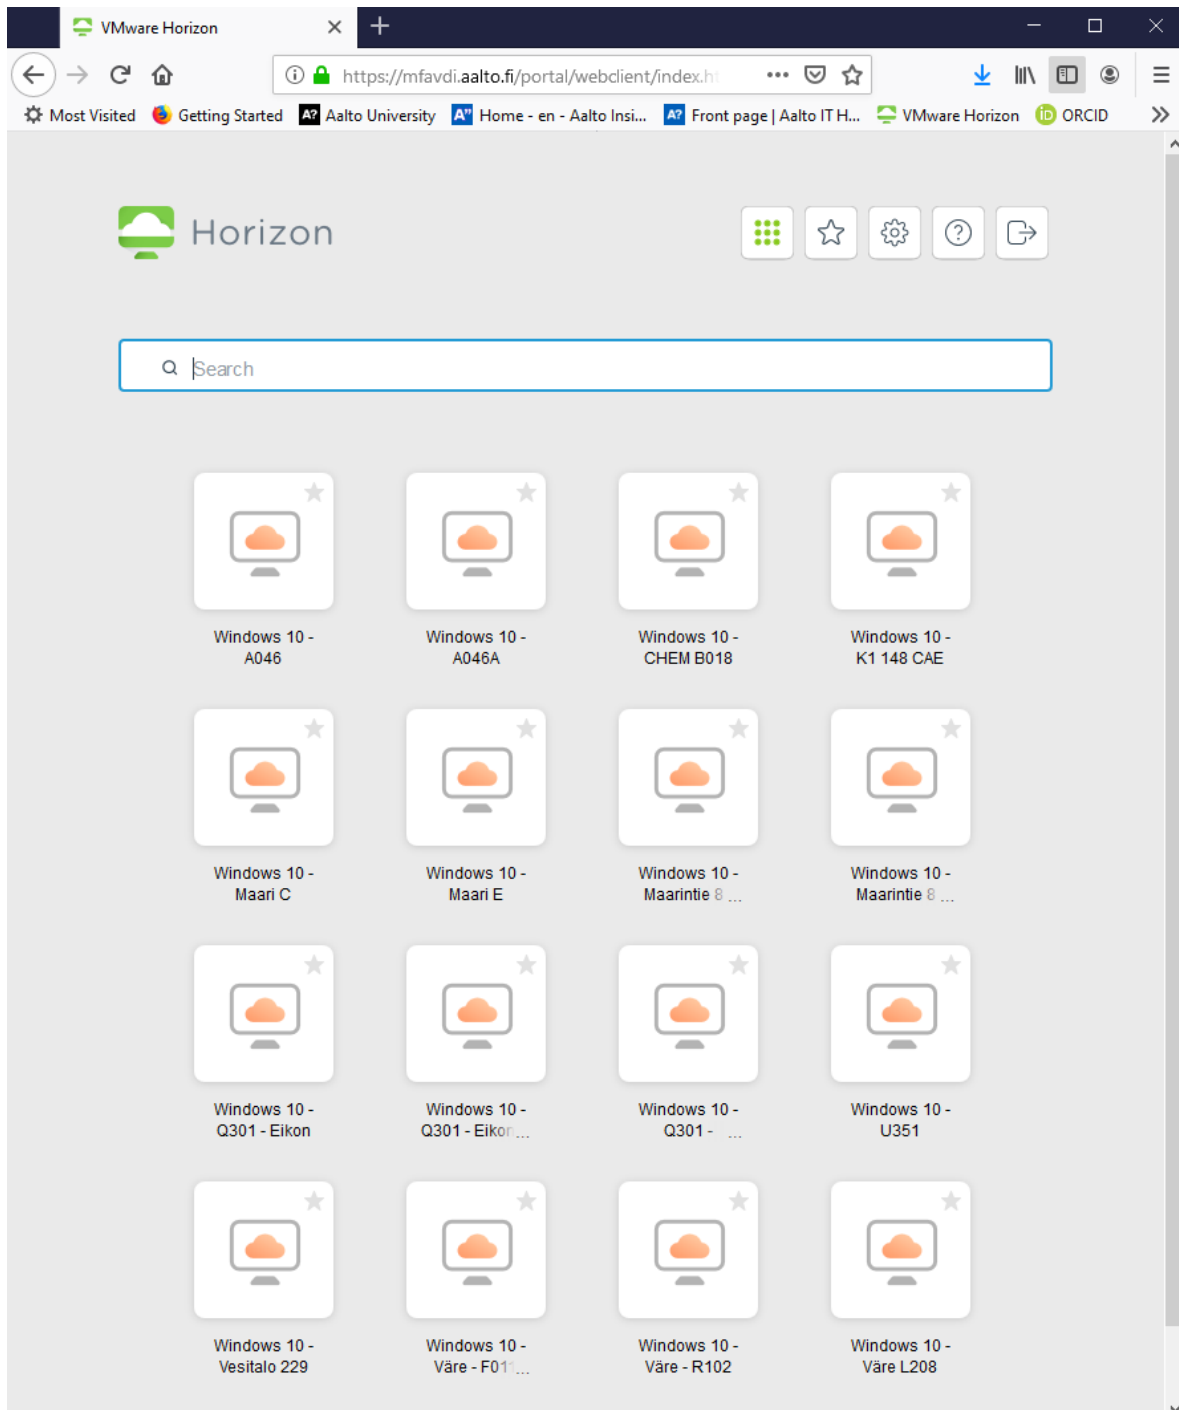 VMware Horizon
https://mfavdi.aalto.fi/portal/webclient/index.h
Most Visited Getting Started A? Aalto University A" Home - en - Aalto Insi... A? Front page | Aalto IT H... VMware Horizon iD ORCID
Horizon
Search
Windows 10 - Windows 10 - Windows 10 - Windows 10 -
A046 A046A CHEM B018 K1 148 CAE
Windows 10 - Windows 10 - Windows 10 - Windows 10 -
Maari C Maari E Maarintie 8 ... Maarintie 8 ...
Windows 10 - Windows 10 - Windows 10 - Windows 10 -
Q301 - Eikon Q301 - Eikon... Q301 - ... U351
Windows 10 - Windows 10 - Windows 10 - Windows 10 -
Vesitalo 229 Väre - F01... Väre - R102 Väre L208